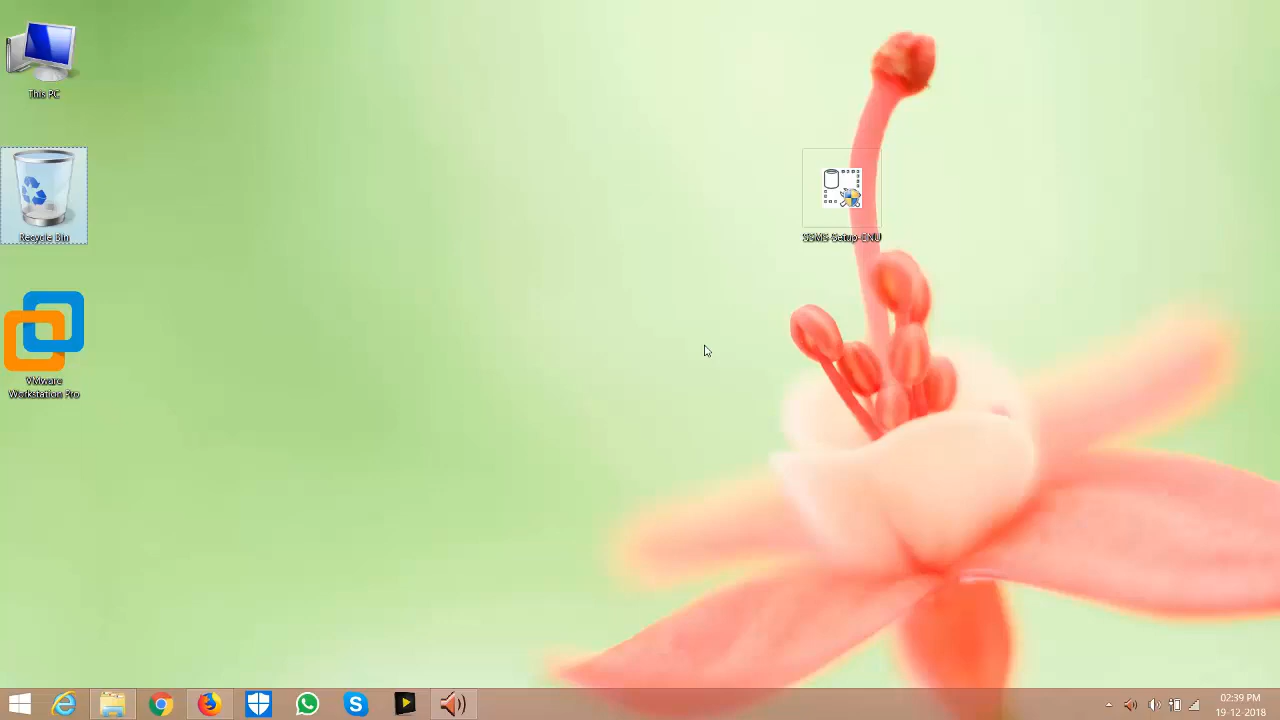 This PC
Recycle Bin
VMware
Workstation Pro
SSMS-Setup-ENU
02:39 PM
19-12-2018